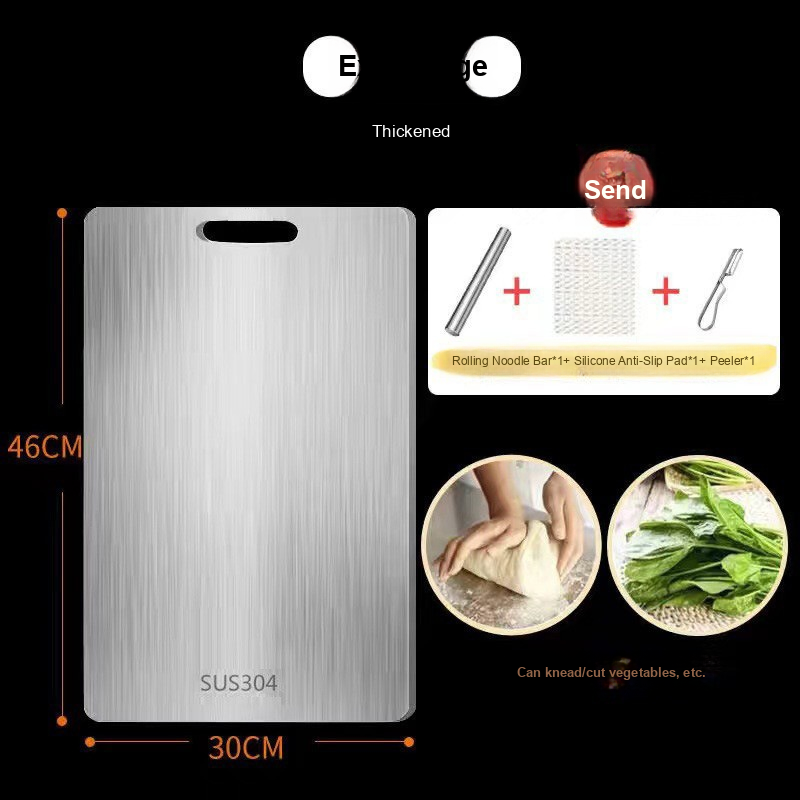 Thickened
Send
Rolling Noodle Bar*1+ Silicone Anti-Slip Pad*1+ Peeler*1
46CM
SUS304
Can knead/cut vegetables, etc.
30CM